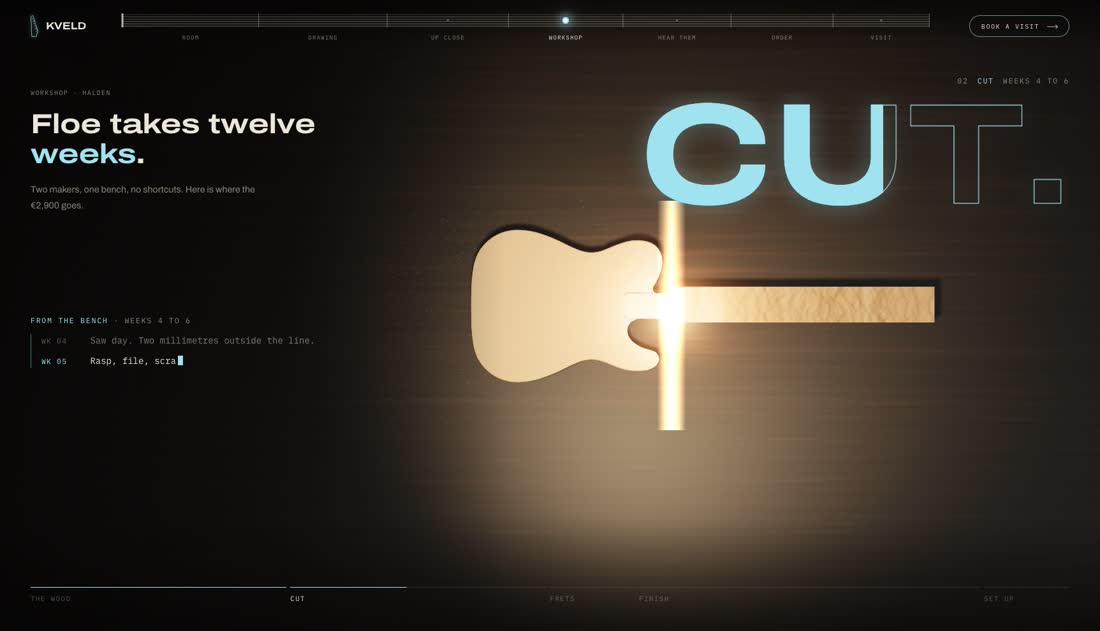 KVELD
ROOM
DRAWING
UP CLOSE
WORKSHOP
HEAR THEM
ORDER
VISIT
BOOK A VISIT →
02 CUT WEEKS 4 TO 6
WORKSHOP · HALDEN
Floe takes twelve
weeks.
Two makers, one bench, no shortcuts. Here is where the
€2,900 goes.
CUT.
FROM THE BENCH · WEEKS 4 TO 6
WK 04 Saw day. Two millimetres outside the line.
WK 05 Rasp, file, scra
THE WOOD
CUT
FRETS
FINISH
SET UP